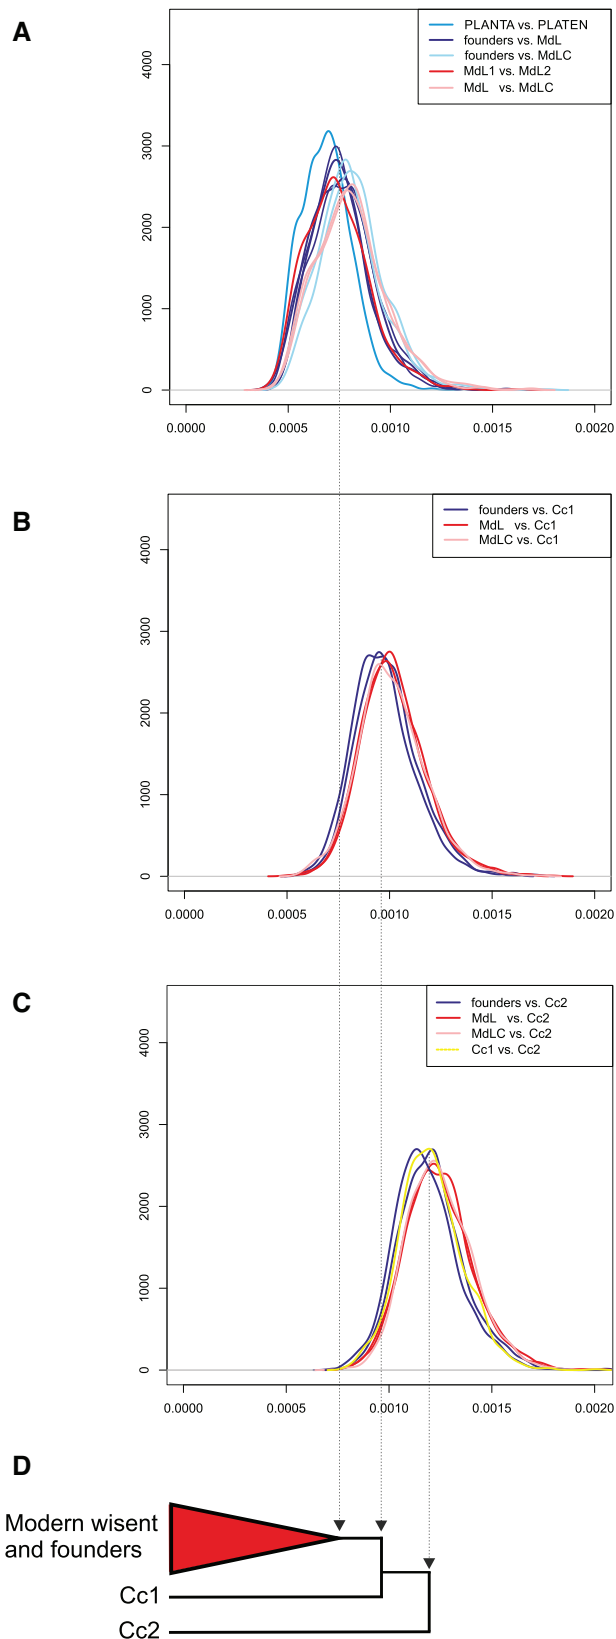 A
PLANTA vs. PLATEN
founders vs. MdL
founders vs. MdLC
MdL1 vs. MdL2
MdL vs. MdLC
4000
3000
2000
1000
0
0.0000 0.0005 0.0010 0.0015 0.0020
B
founders vs. Cc1
MdL vs. Cc1
MdLC vs. Cc1
4000
3000
2000
1000
0
0.0000 0.0005 0.0010 0.0015 0.0020
C
founders vs. Cc2
MdL vs. Cc2
MdLC vs. Cc2
Cc1 vs. Cc2
4000
3000
2000
1000
0
0.0000 0.0005 0.0010 0.0015 0.0020
D
Modern wisent
and founders
Cc1
Cc2